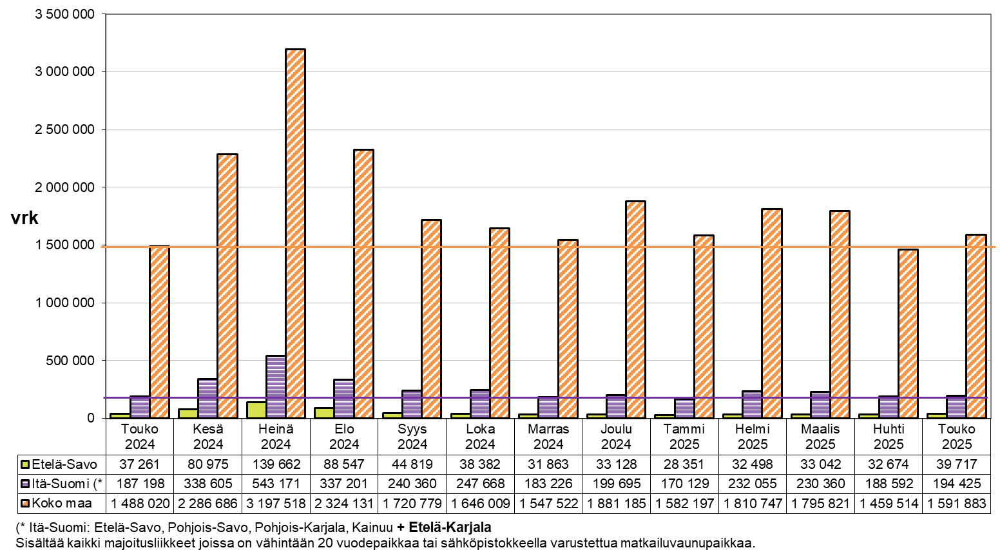 3 500 000
3 000 000
2 500 000
2 000 000
vrk
1 500 000
1 000 000
500 000
0
Touko 2024 Kesä 2024 Heinä 2024 Elo 2024 Syys 2024 Loka 2024 Marras 2024 Joulu 2024 Tammi 2025 Helmi 2025 Maalis 2025 Huhti 2025 Touko 2025
Etelä-Savo 37 261 80 975 139 662 88 547 44 819 38 382 31 863 33 128 28 351 32 498 33 042 32 674 39 717
Itä-Suomi (* 187 198 338 605 543 171 337 201 240 360 247 668 183 226 199 695 170 129 232 055 230 360 188 592 194 425
Koko maa 1 488 020 2 286 686 3 197 518 2 324 131 1 720 779 1 646 009 1 547 522 1 881 185 1 582 197 1 810 747 1 795 821 1 459 514 1 591 883
(* Itä-Suomi: Etelä-Savo, Pohjois-Savo, Pohjois-Karjala, Kainuu + Etelä-Karjala
Sisältää kaikki majoitusliikkeet joissa on vähintään 20 vuodepaikkaa tai sähköpistokkeella varustettua matkailuvaunupaikkaa.